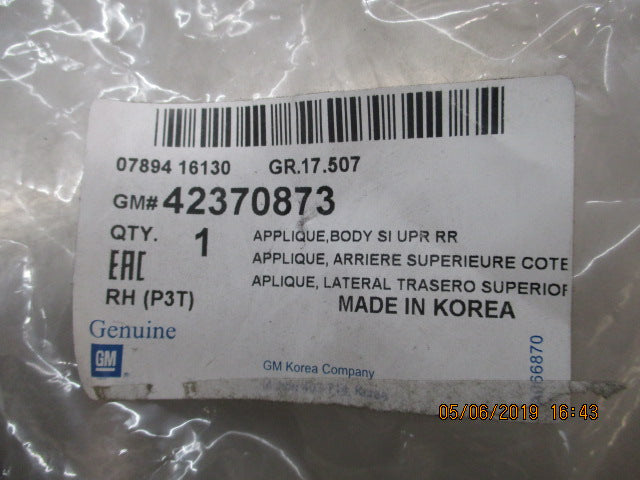 07894 16130 GR.17.507
GM# 42370873
QTY. 1 APPLIQUE,BODY SI UPR RR
EAC APPLIQUE, ARRIERE SUPERIEURE COTE
APLIQUE, LATERAL TRASERO SUPERIOR
RH (P3T) MADE IN KOREA
Genuine
GM
GM Korea Company
66870
05/06/2019 16:43